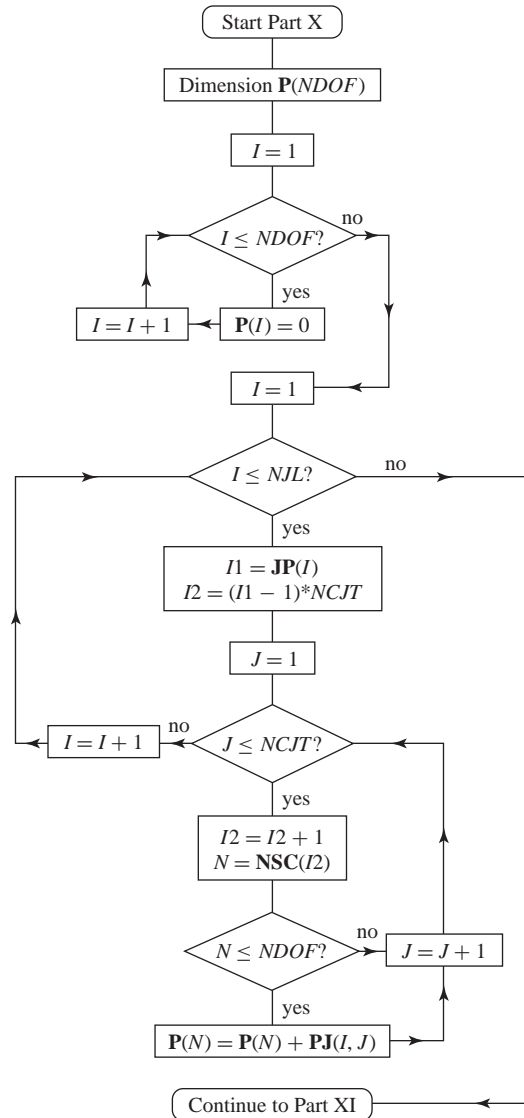 Start Part X
Dimension P(NDOF)
I = 1
I ≤ NDOF?
no
yes
I = I + 1
P(I) = 0
I = 1
I ≤ NJL?
no
yes
I1 = JP(I)
I2 = (I1 − 1)*NCJT
J = 1
I = I + 1
no
J ≤ NCJT?
yes
I2 = I2 + 1
N = NSC(I2)
N ≤ NDOF?
no
J = J + 1
yes
P(N) = P(N) + PJ(I, J)
Continue to Part XI